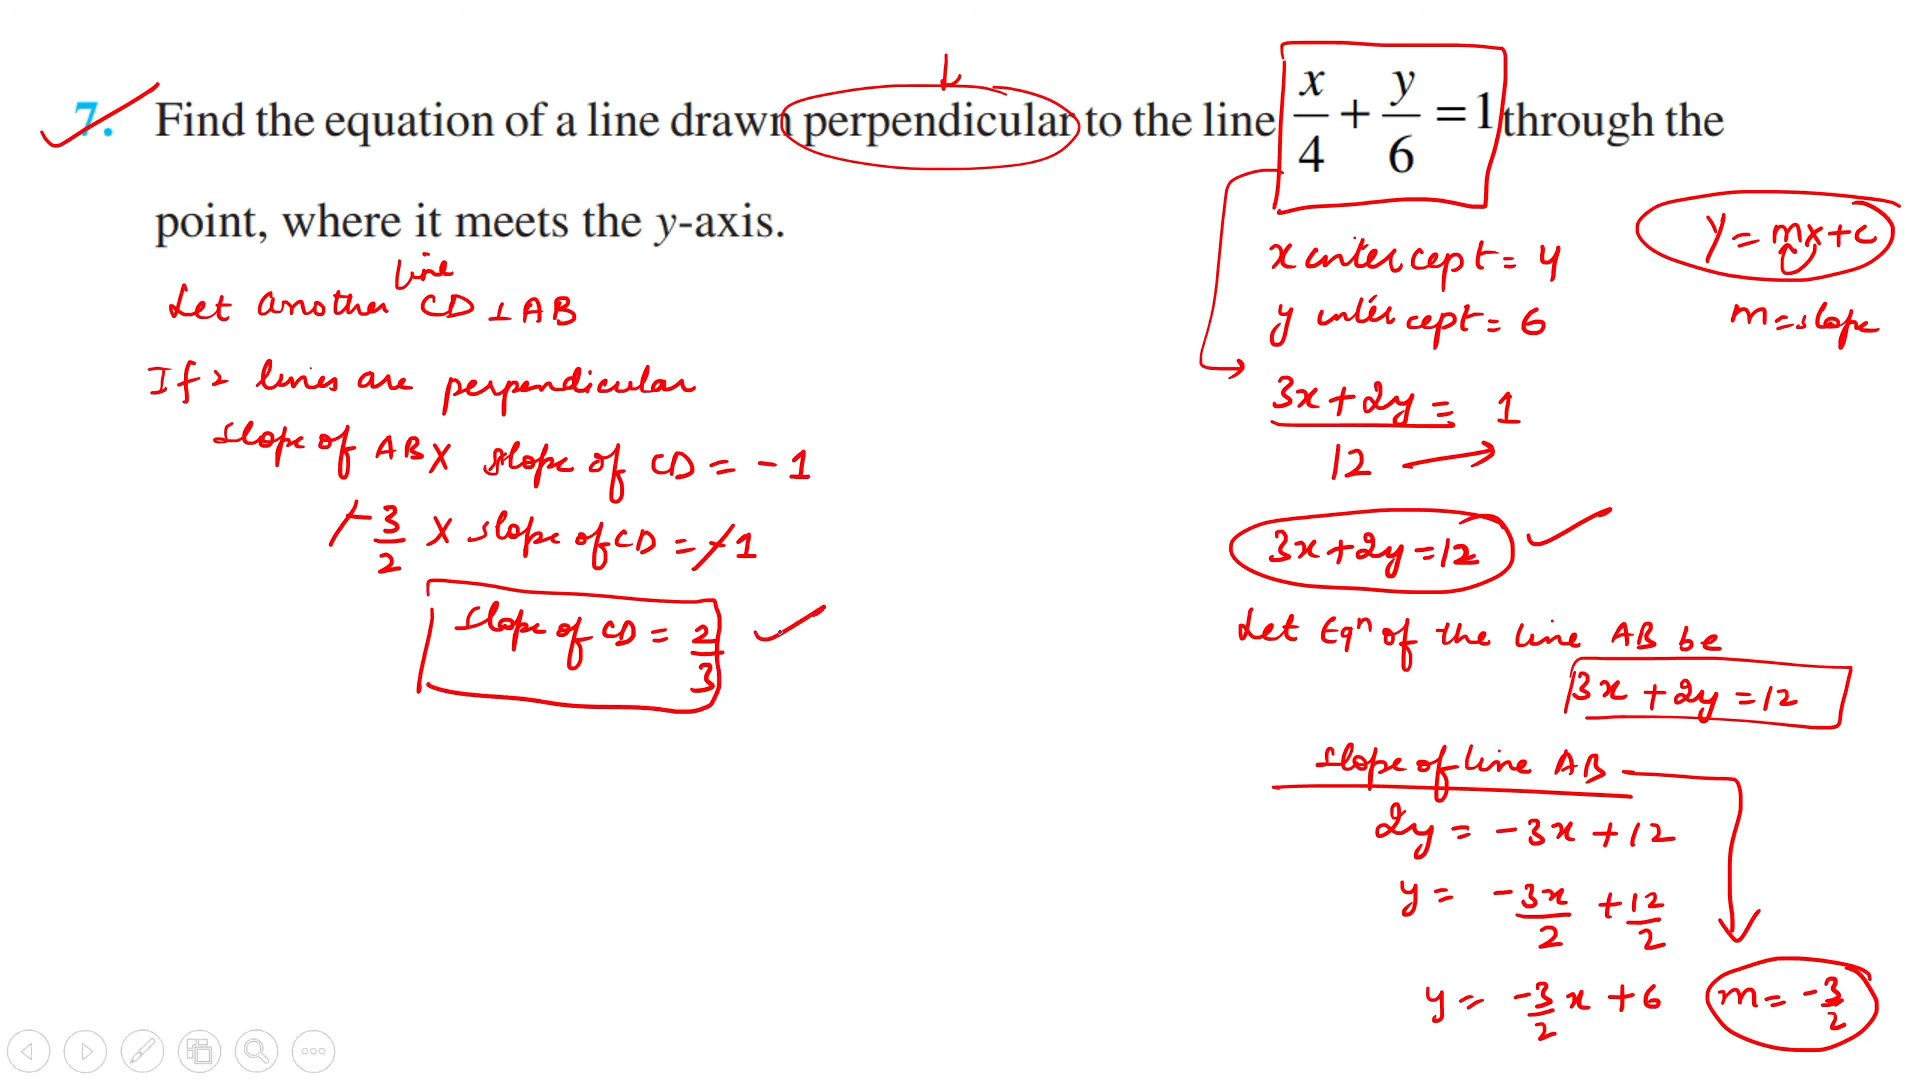 7. Find the equation of a line drawn perpendicular to the line x/4 + y/6 = 1 through the
⊥
point, where it meets the y-axis.
Let another line CD ⊥ AB
If 2 lines are perpendicular
slope of AB × slope of CD = -1
-3/2 × slope of CD = -1
slope of CD = 2/3
x intercept = 4
y intercept = 6
3x + 2y / 12 = 1
3x + 2y = 12
Let Eqn of the line AB be
3x + 2y = 12
slope of line AB
2y = -3x + 12
y = -3x/2 + 12/2
y = -3/2 x + 6
m = -3/2
y = mx + c
m = slope